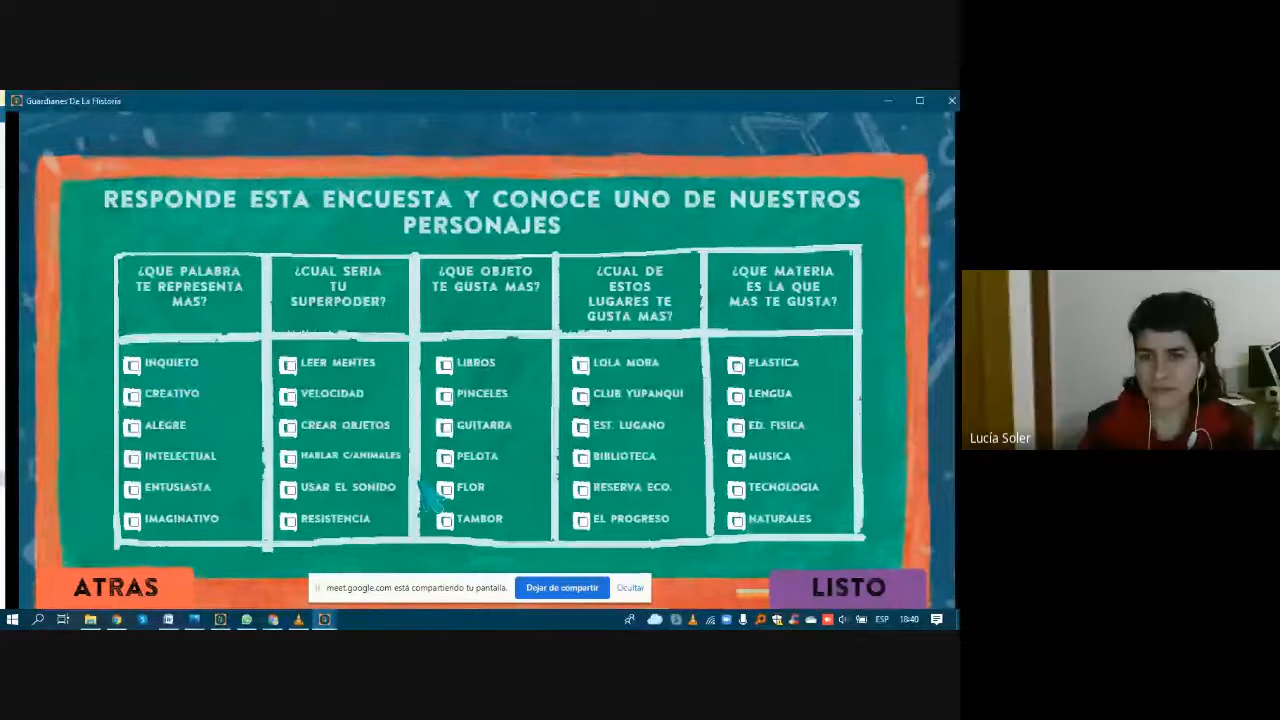 Guardianes De La Historia
RESPONDE ESTA ENCUESTA Y CONOCE UNO DE NUESTROS
PERSONAJES
¿QUE PALABRA
TE REPRESENTA
MAS?
INQUIETO
CREATIVO
ALEGRE
INTELECTUAL
ENTUSIASTA
IMAGINATIVO
¿CUAL SERIA
TU
SUPERPODER?
LEER MENTES
VELOCIDAD
CREAR OBJETOS
HABLAR C/ANIMALES
USAR EL SONIDO
RESISTENCIA
¿QUE OBJETO
TE GUSTA MAS?
LIBROS
PINCELES
GUITARRA
PELOTA
FLOR
TAMBOR
¿CUAL DE
ESTOS
LUGARES TE
GUSTA MAS?
LOLA MORA
CLUB YUPANQUI
EST. LUGANO
BIBLIOTECA
RESERVA ECO.
EL PROGRESO
¿QUE MATERIA
ES LA QUE
MAS TE GUSTA?
PLASTICA
LENGUA
ED. FISICA
MUSICA
TECNOLOGIA
NATURALES
ATRAS
meet.google.com está compartiendo tu pantalla.
Dejar de compartir
Ocultar
LISTO
ESP
18:40
Lucía Soler